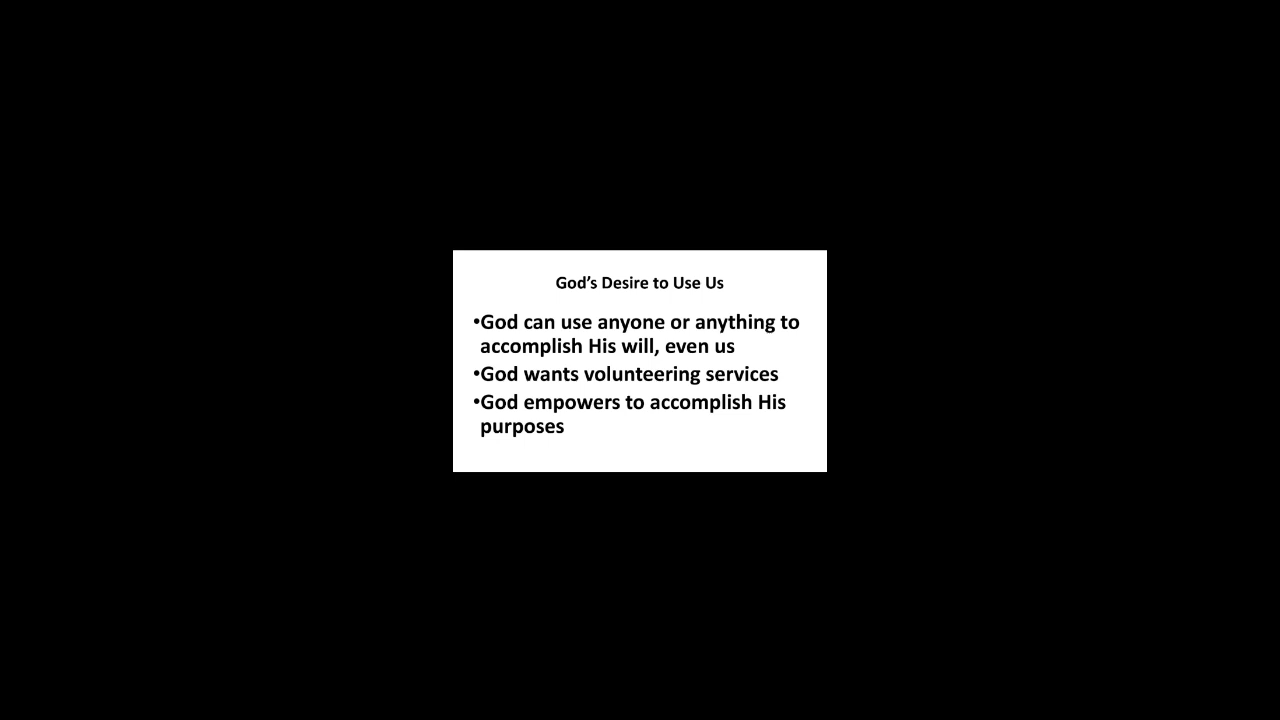 God’s Desire to Use Us
•God can use anyone or anything to
accomplish His will, even us
•God wants volunteering services
•God empowers to accomplish His
purposes